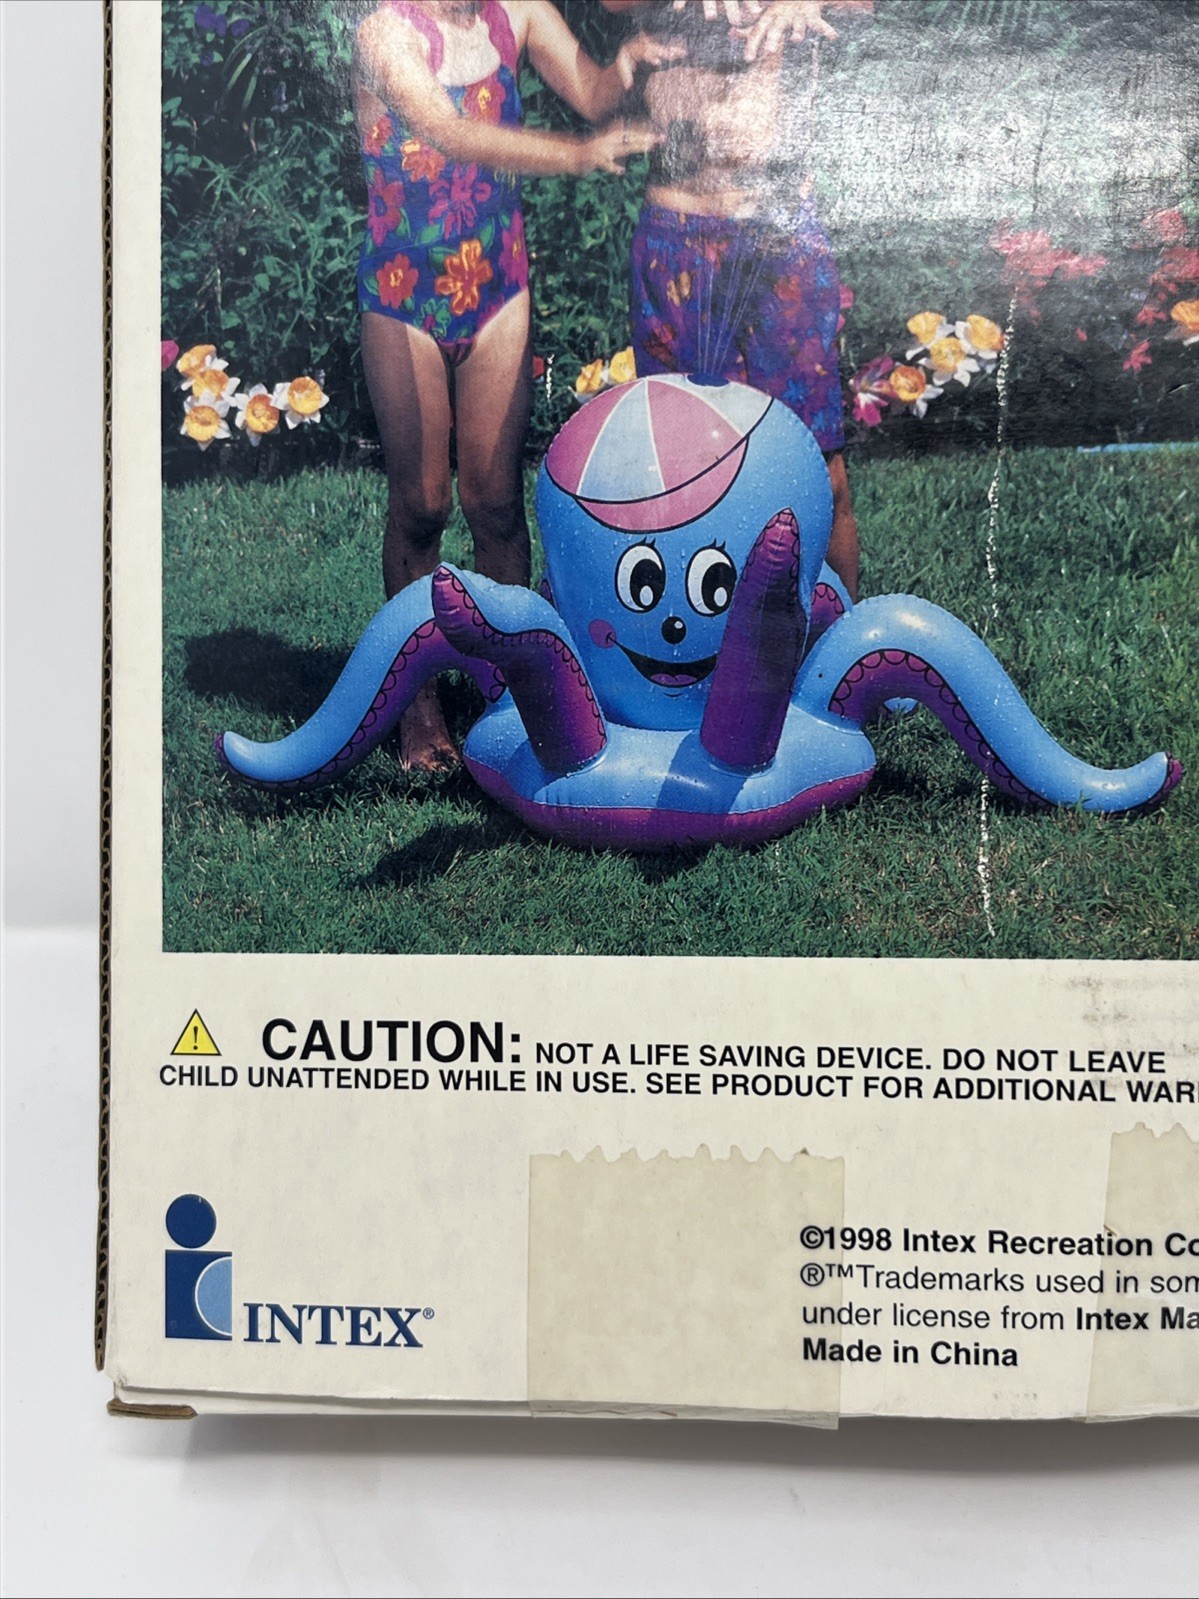 CAUTION: NOT A LIFE SAVING DEVICE. DO NOT LEAVE
CHILD UNATTENDED WHILE IN USE. SEE PRODUCT FOR ADDITIONAL
©1998 Intex Recreation
®™Trademarks used in
under license from Intex
Made in China
INTEX®